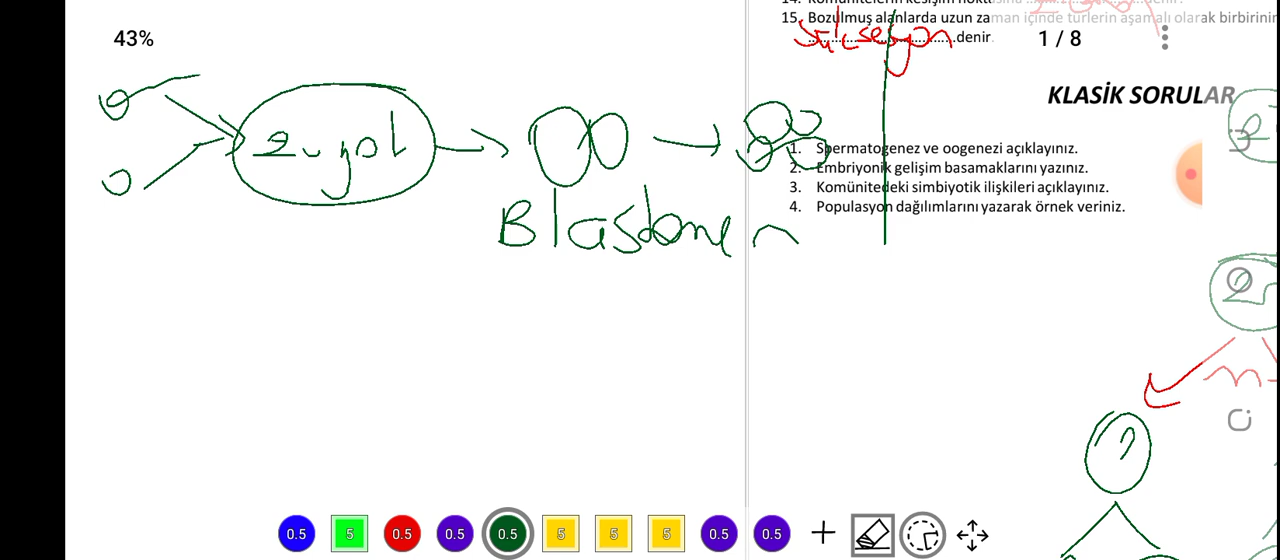 43%
15. Bozulmuş alanlarda uzun zaman içinde türlerin aşamalı olarak birbirinin
süksesyon denir.
1 / 8
KLASİK SORULAR
1. Spermatogenez ve oogenezi açıklayınız.
2. Embriyonik gelişim basamaklarını yazınız.
3. Komünitedeki simbiyotik ilişkileri açıklayınız.
4. Populasyon dağılımlarını yazarak örnek veriniz.
Zugot
Blastomer
2n
n
0.5 5 0.5 0.5 0.5 5 5 5 0.5 0.5